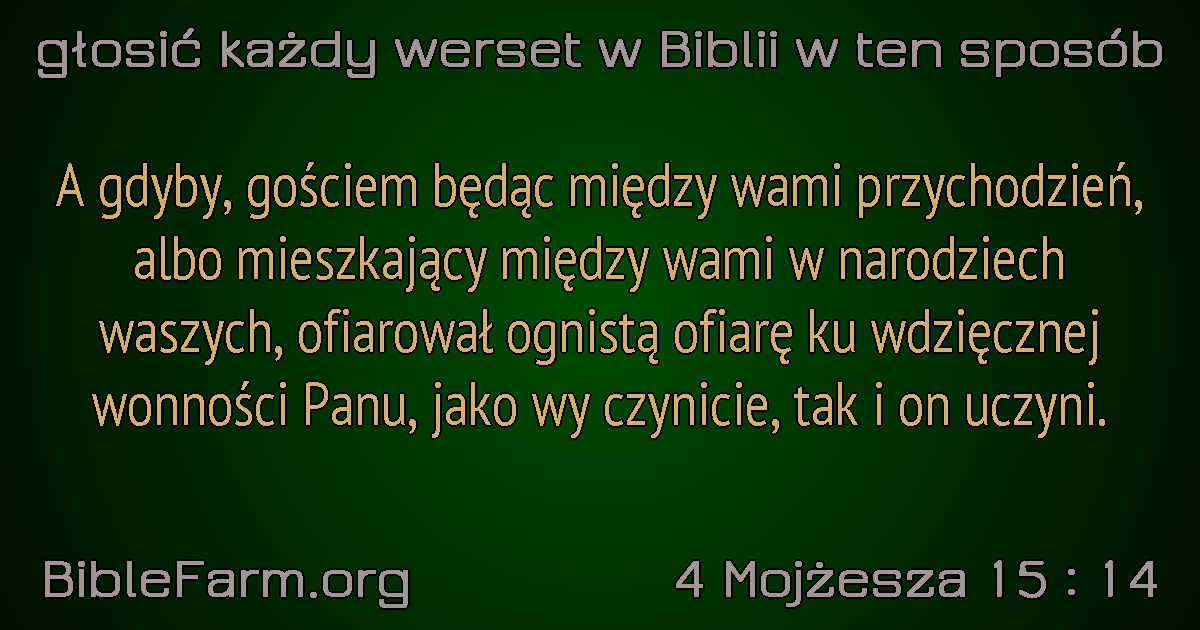 głosić każdy werset w Biblii w ten sposób
A gdyby, gościem będąc między wami przychodzień,
albo mieszkający między wami w narodziech
waszych, ofiarował ognistą ofiarę ku wdzięcznej
wonności Panu, jako wy czynicie, tak i on uczyni.
BibleFarm.org
4 Mojżesza 15 : 14